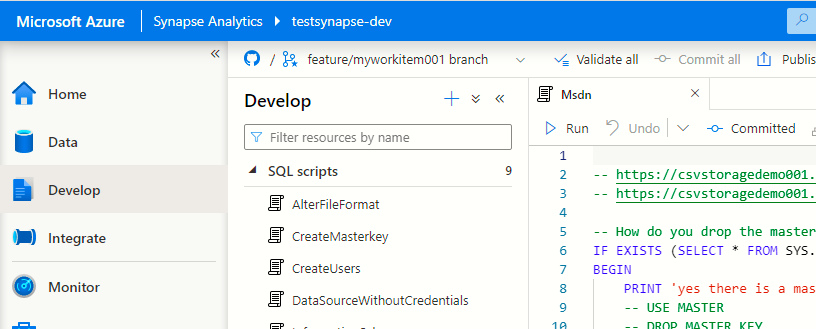 Microsoft Azure Synapse Analytics testsynapse-dev
/ feature/myworkitem001 branch Validate all Commit all
Home
Data
Develop
Integrate
Monitor
Develop
Filter resources by name
SQL scripts 9
AlterFileFormat
CreateMasterkey
CreateUsers
DataSourceWithoutCredentials
Msdn
Run Undo Committed
1
2 -- https://csvstoragedemo001.
3 -- https://csvstoragedemo001.
4
5 -- How do you drop the master
6 IF EXISTS (SELECT * FROM SYS.
7 BEGIN
8 PRINT 'yes there is a mas
9 -- USE MASTER
10 -- DROP MASTER KEY